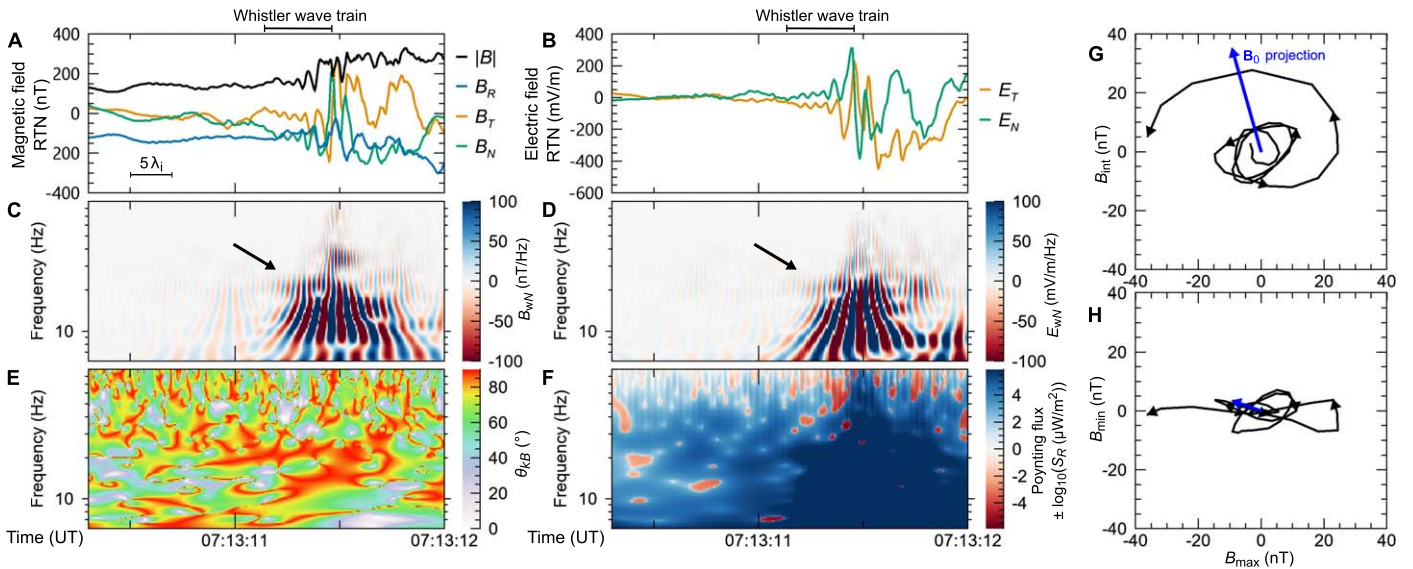 Whistler wave train
Whistler wave train
A
400
200
0
200
-400
Magnetic field
RTN (nT)
|B|
B_R
B_T
B_N
5 λ_i
B
400
200
0
-200
-400
-600
Electric field
RTN (mV/m)
E_T
E_N
C
Frequency (Hz)
10
100
50
0
-50
-100
B_wN (nT/Hz)
D
Frequency (Hz)
10
100
50
0
-50
-100
E_wN (mV/m/Hz)
E
Frequency (Hz)
10
80
60
40
20
0
θ_kB (°)
Time (UT)
07:13:11
07:13:12
F
Frequency (Hz)
10
4
2
0
-2
-4
Poynting flux
± log10(S_R (μW/m²))
Time (UT)
07:13:11
07:13:12
G
40
20
0
-20
-40
B_int (nT)
B_0 projection
H
40
20
0
20
-40
B_min (nT)
-40
-20
0
20
40
B_max (nT)